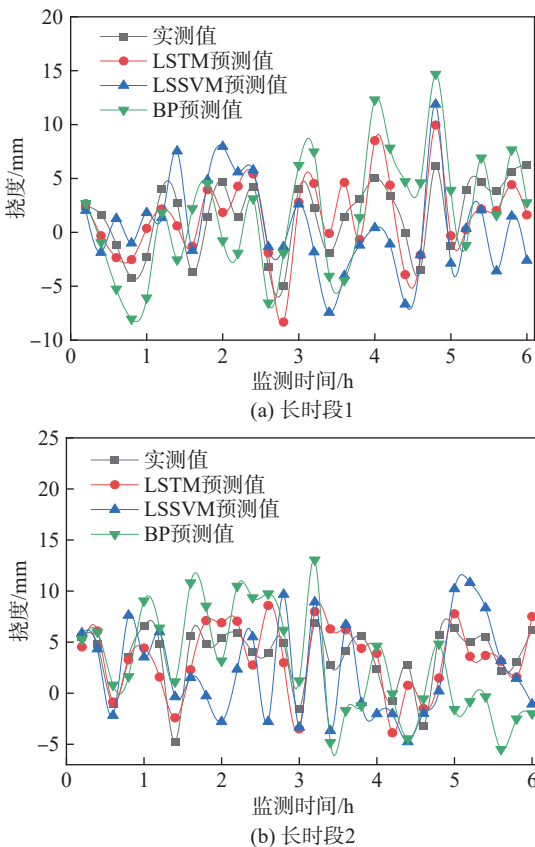 20
15
10
5
0
−5
−10
挠度/mm
实测值
LSTM预测值
LSSVM预测值
BP预测值
0 1 2 3 4 5 6
监测时间/h
(a) 长时段1
25
20
15
10
5
0
−5
挠度/mm
实测值
LSTM预测值
LSSVM预测值
BP预测值
0 1 2 3 4 5 6
监测时间/h
(b) 长时段2